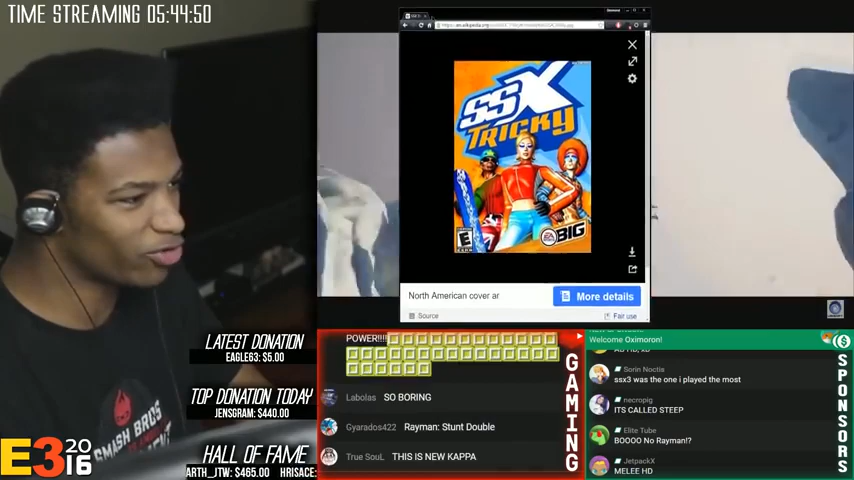 TIME STREAMING 05:44:50
SSX
TRICKY
E
EA SPORTS
BIG
North American cover ar
More details
Source
Fair use
LATEST DONATION
EAGLE63: $5.00
TOP DONATION TODAY
JENSGRAM: $440.00
HALL OF FAME
ARTH_JTW: $465.00 HRISACE:
E3 2016
SMASH BROS
POWER!!!!
Labolas SO BORING
Gyarados422 Rayman: Stunt Double
True SouL THIS IS NEW KAPPA
GAMING
Welcome Oximoron!
Sorin Noctis
ssx3 was the one i played the most
necropig
ITS CALLED STEEP
Elite Tube
BOOOO No Rayman!?
JetpackX
MELEE HD
SPONSORS